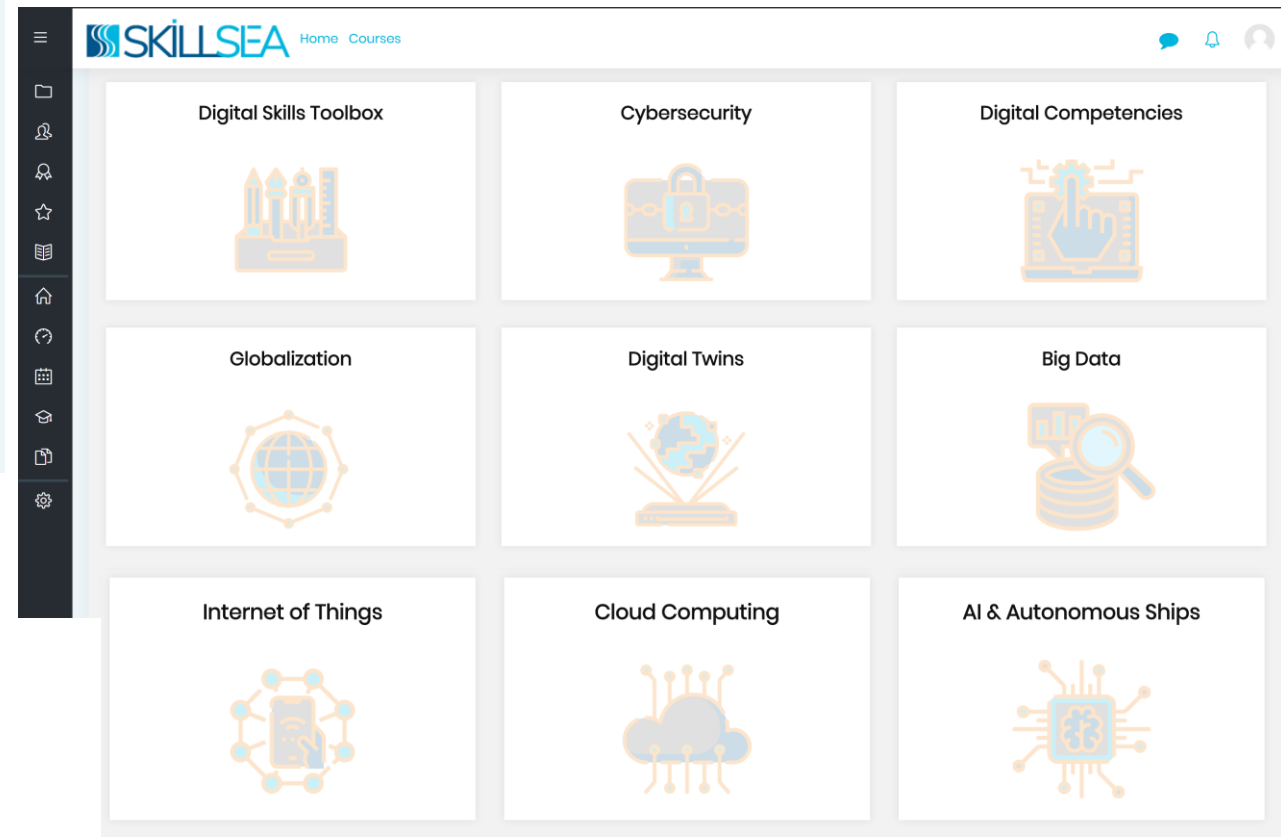 SKILLSEA Home Courses
Digital Skills Toolbox
Cybersecurity
Digital Competencies
Globalization
Digital Twins
Big Data
Internet of Things
Cloud Computing
AI & Autonomous Ships